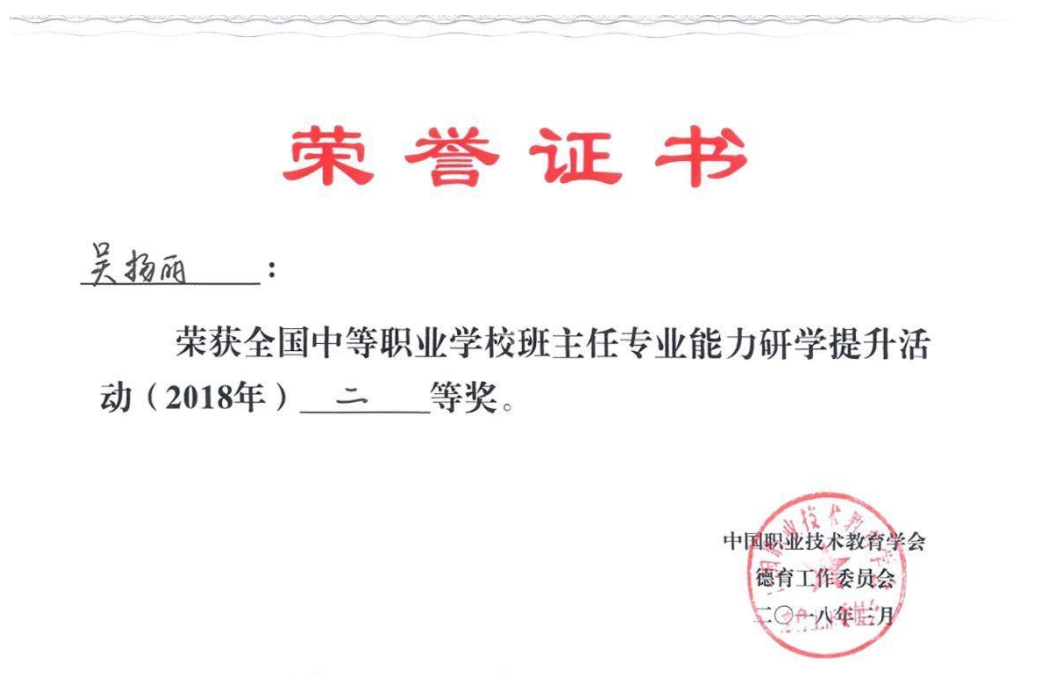 荣誉证书
吴扬丽：
荣获全国中等职业学校班主任专业能力研学提升活
动（2018年）二等奖。
中国职业技术教育学会
德育工作委员会
二〇一八年三月